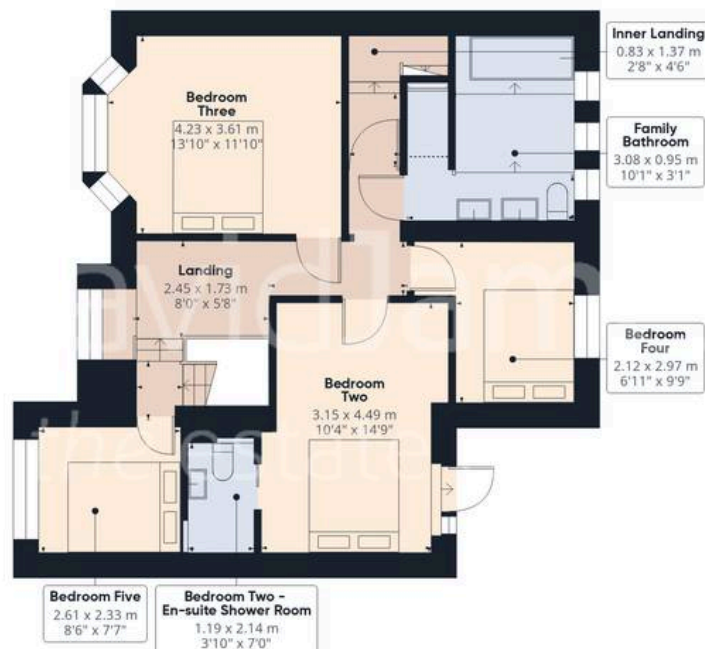 Inner Landing
0.83 x 1.37 m
2'8" x 4'6"
Bedroom
Three
4.23 x 3.61 m
13'10" x 11'10"
Family
Bathroom
3.08 x 0.95 m
10'1" x 3'1"
Landing
2.45 x 1.73 m
8'0" x 5'8"
Bedroom
Four
2.12 x 2.97 m
6'11" x 9'9"
Bedroom
Two
3.15 x 4.49 m
10'4" x 14'9"
avidJam
the estate
Bedroom Five
2.61 x 2.33 m
8'6" x 7'7"
Bedroom Two -
En-suite Shower Room
1.19 x 2.14 m
3'10" x 7'0"